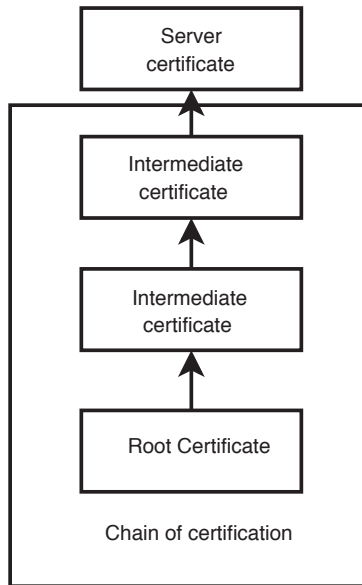 Server
certificate
Intermediate
certificate
Intermediate
certificate
Root Certificate
Chain of certification